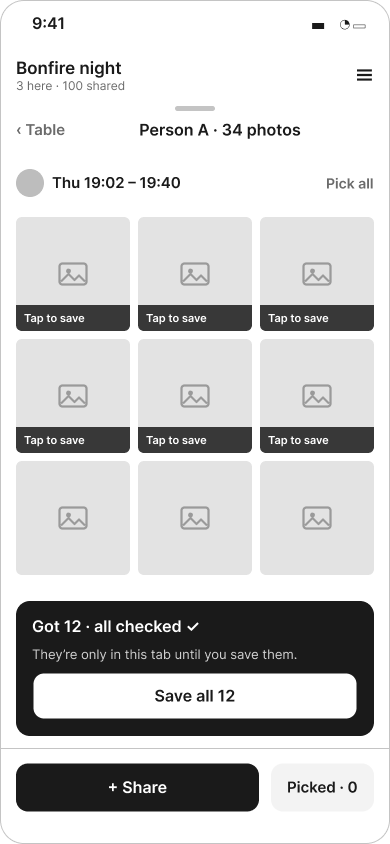 9:41
Bonfire night
3 here · 100 shared
‹ Table
Person A · 34 photos
Thu 19:02 – 19:40
Pick all
Tap to save
Tap to save
Tap to save
Tap to save
Tap to save
Tap to save
Got 12 · all checked ✓
They’re only in this tab until you save them.
Save all 12
+ Share
Picked · 0